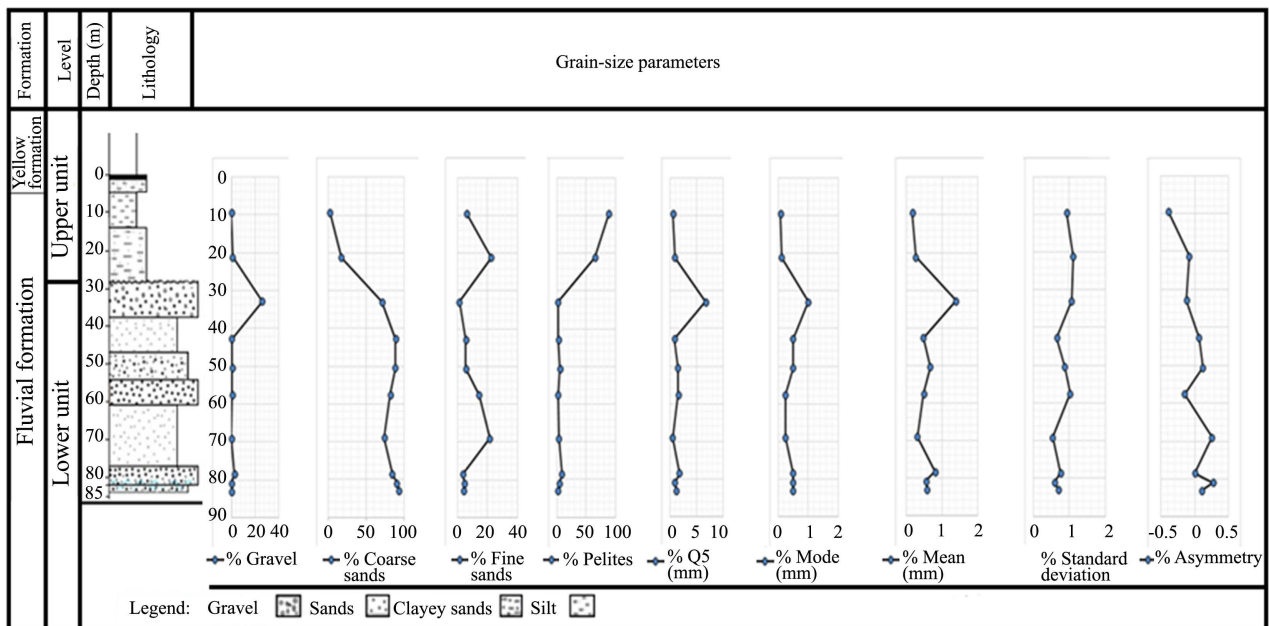 Formation
Level
Depth (m)
Lithology
Grain-size parameters
Yellow
formation
Fluvial formation
Upper unit
Lower unit
0
10
20
30
40
50
60
70
80
85
0
10
20
30
40
50
60
70
80
90
0 20 40
0 50 100
0 20 40
0 50 100
0 5 10
0 1 2
0 1 2
0 1 2
-0.5 0 0.5
% Gravel
% Coarse
sands
% Fine
sands
% Pelites
% Q5
(mm)
% Mode
(mm)
% Mean
(mm)
% Standard
deviation
% Asymmetry
Legend: Gravel Sands Clayey sands Silt